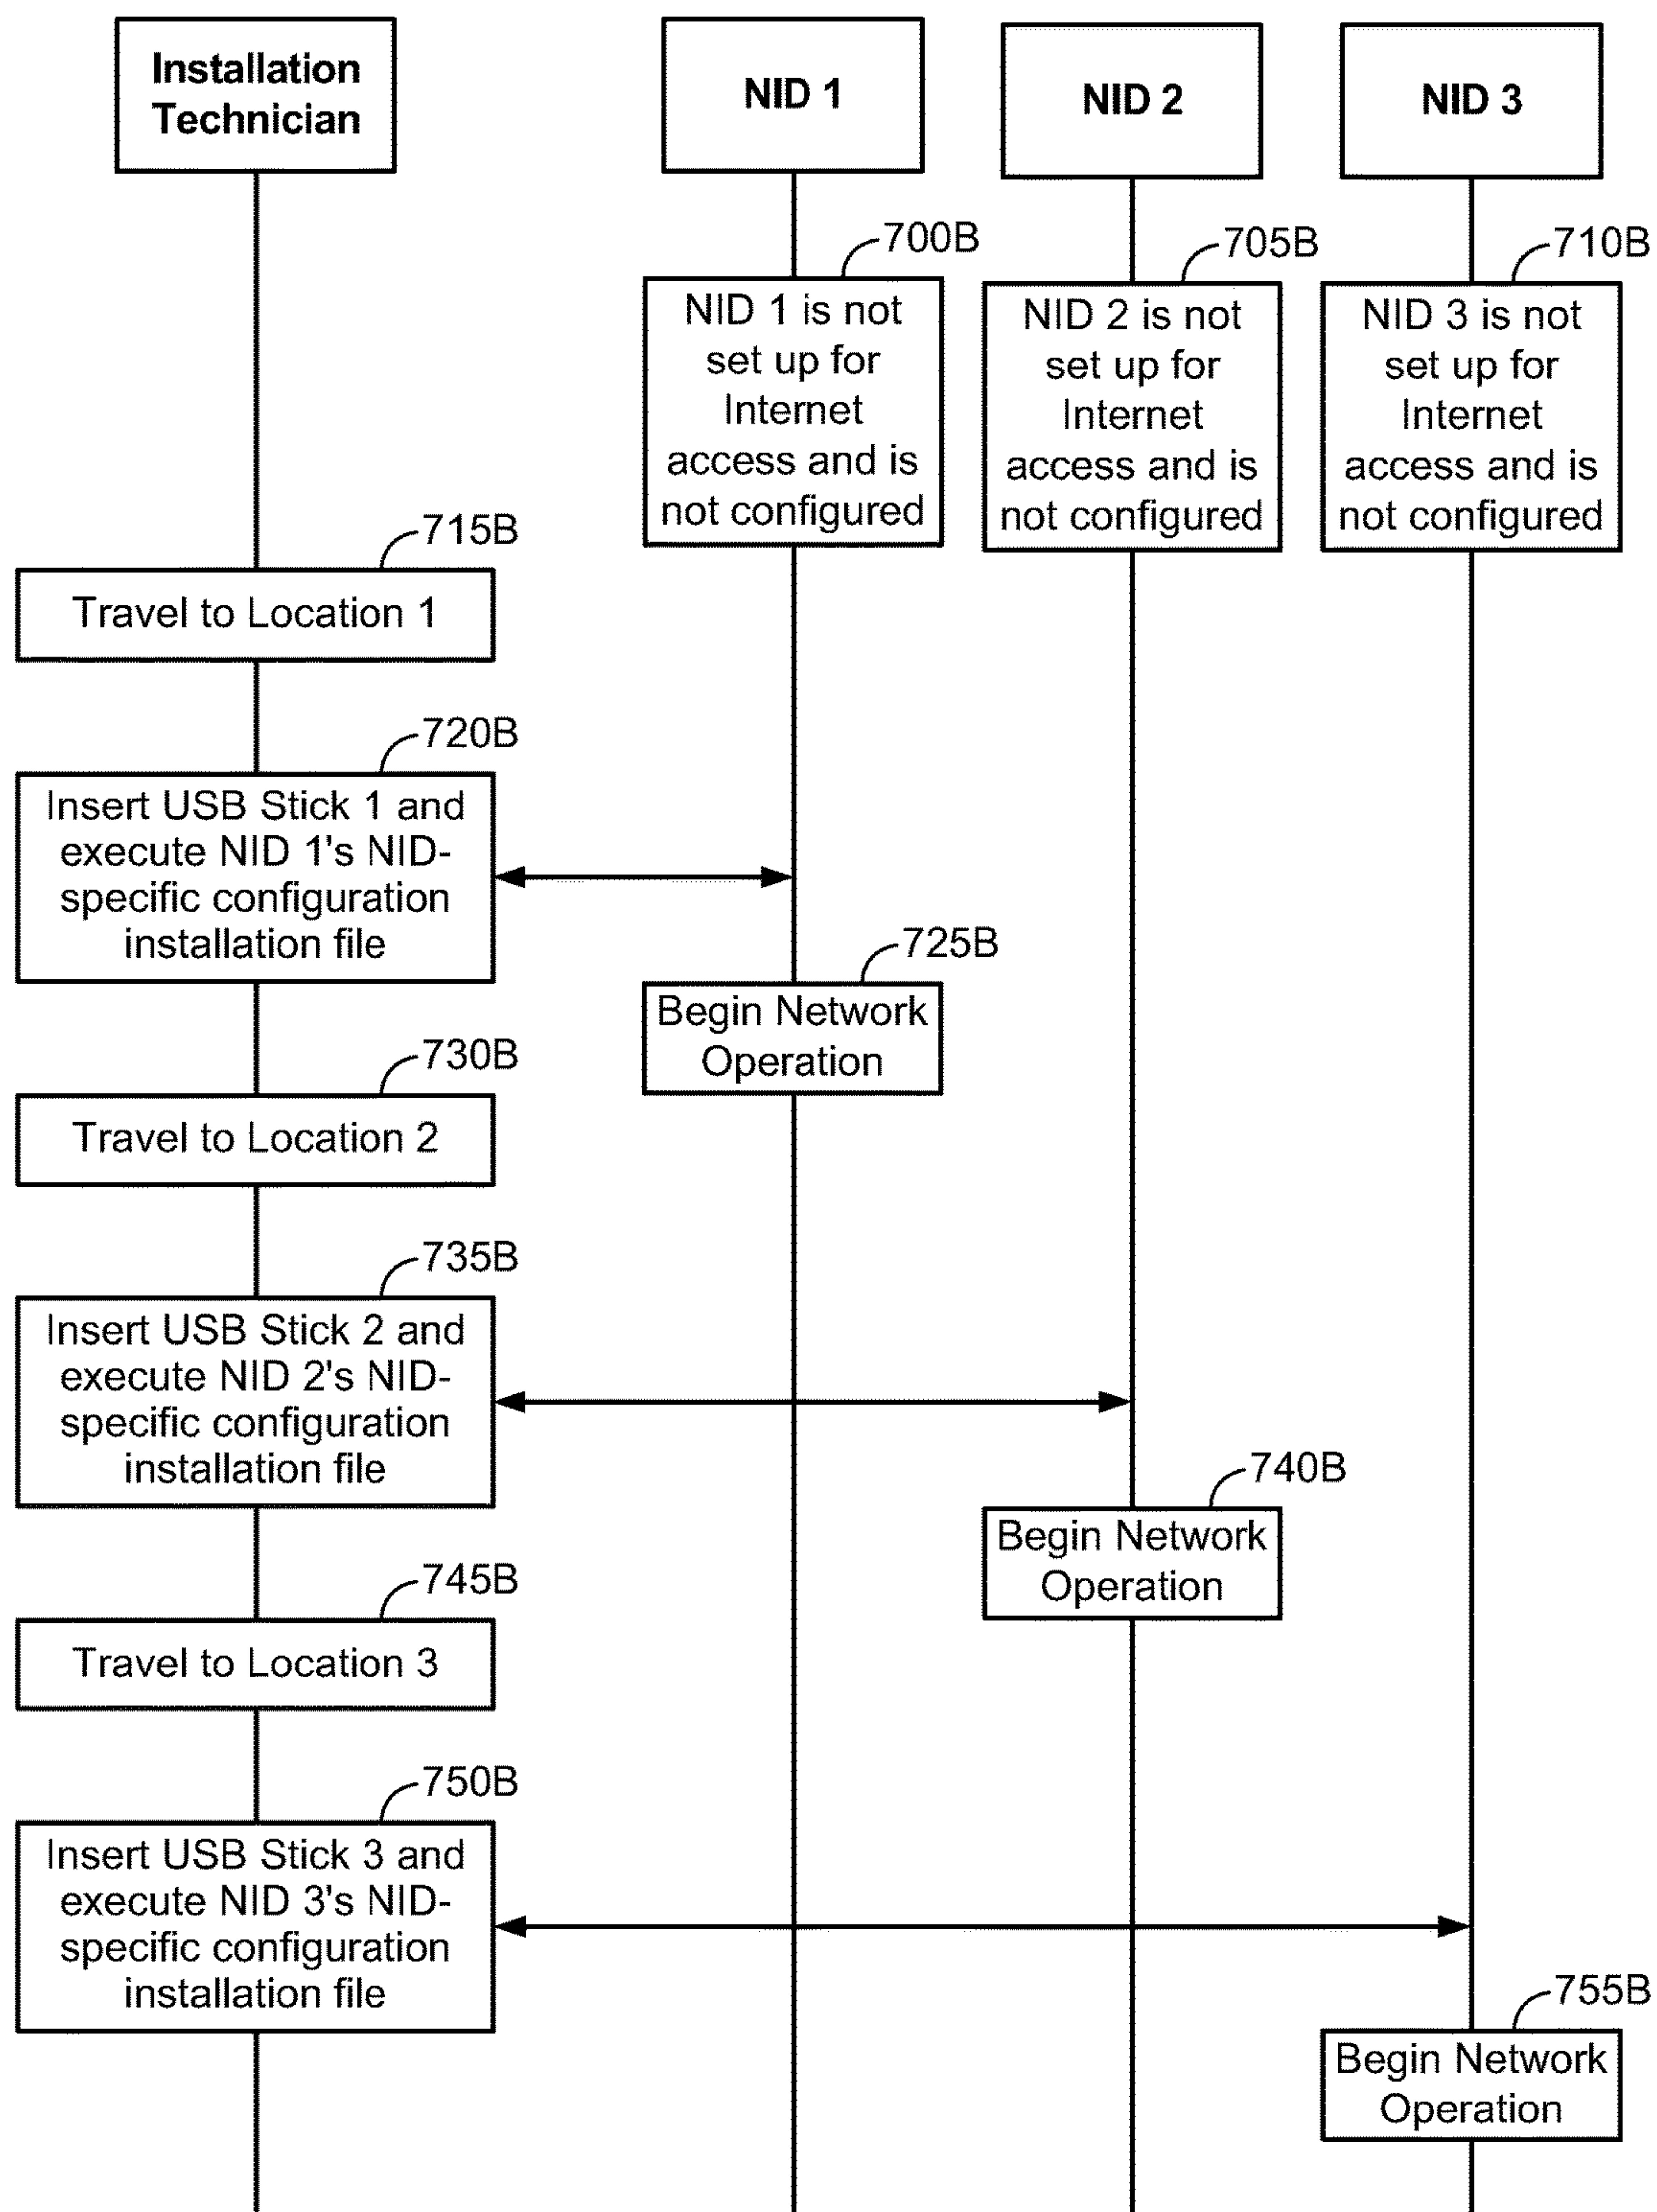 Installation
Technician
NID 1
NID 2
NID 3
700B
705B
710B
NID 1 is not
set up for
Internet
access and is
not configured
NID 2 is not
set up for
Internet
access and is
not configured
NID 3 is not
set up for
Internet
access and is
not configured
715B
Travel to Location 1
720B
Insert USB Stick 1 and
execute NID 1's NID-
specific configuration
installation file
725B
Begin Network
Operation
730B
Travel to Location 2
735B
Insert USB Stick 2 and
execute NID 2's NID-
specific configuration
installation file
740B
Begin Network
Operation
745B
Travel to Location 3
750B
Insert USB Stick 3 and
execute NID 3's NID-
specific configuration
installation file
755B
Begin Network
Operation